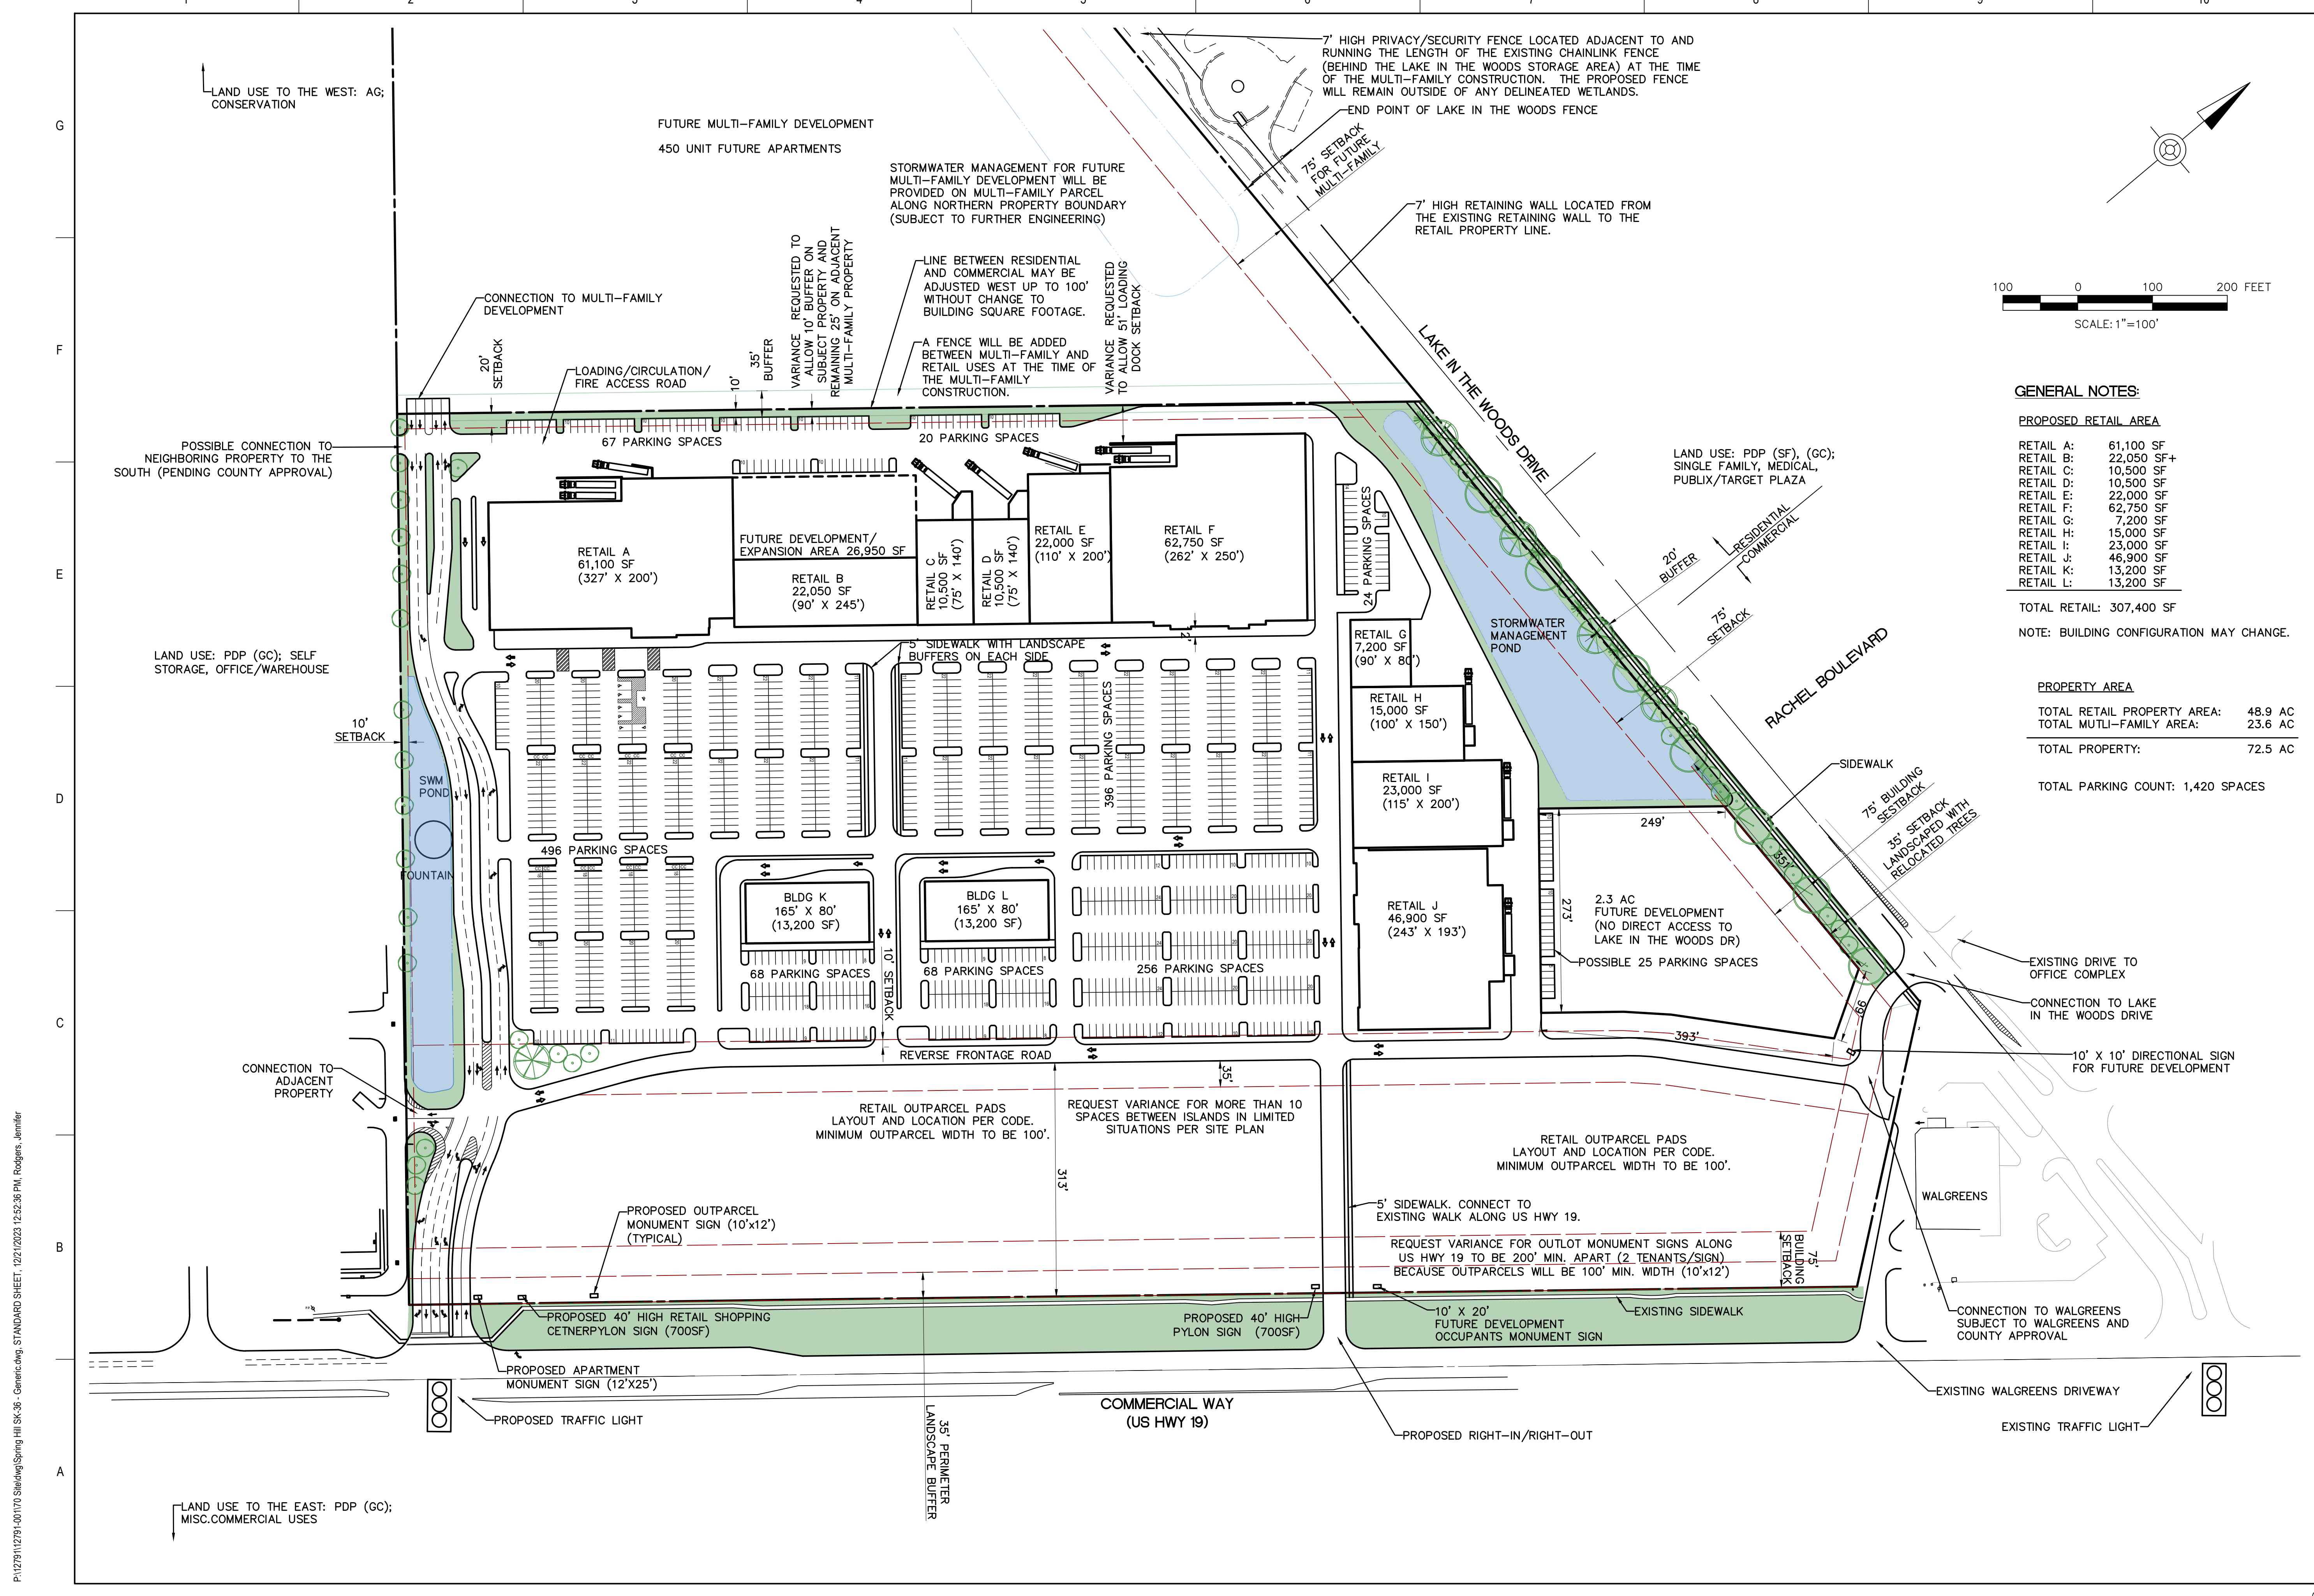 7' HIGH PRIVACY/SECURITY FENCE LOCATED ADJACENT TO AND
RUNNING THE LENGTH OF THE EXISTING CHAINLINK FENCE
(BEHIND THE LAKE IN THE WOODS STORAGE AREA) AT THE TIME
OF THE MULTI-FAMILY CONSTRUCTION. THE PROPOSED FENCE
WILL REMAIN OUTSIDE OF ANY DELINEATED WETLANDS.
END POINT OF LAKE IN THE WOODS FENCE
LAND USE TO THE WEST: AG;
CONSERVATION
G
FUTURE MULTI-FAMILY DEVELOPMENT
450 UNIT FUTURE APARTMENTS
75' SETBACK
FOR FUTURE
MULTI-FAMILY
STORMWATER MANAGEMENT FOR FUTURE
MULTI-FAMILY DEVELOPMENT WILL BE
PROVIDED ON MULTI-FAMILY PARCEL
ALONG NORTHERN PROPERTY BOUNDARY
(SUBJECT TO FURTHER ENGINEERING)
7' HIGH RETAINING WALL LOCATED FROM
THE EXISTING RETAINING WALL TO THE
RETAIL PROPERTY LINE.
VARIANCE REQUESTED TO
ALLOW 10' BUFFER ON
SUBJECT PROPERTY AND
REMAINING 25' ON ADJACENT
MULTI-FAMILY PROPERTY
LINE BETWEEN RESIDENTIAL
AND COMMERCIAL MAY BE
ADJUSTED WEST UP TO 100'
WITHOUT CHANGE TO
BUILDING SQUARE FOOTAGE.
VARIANCE REQUESTED
TO ALLOW 51' LOADING
DOCK SETBACK
CONNECTION TO MULTI-FAMILY
DEVELOPMENT
100 0 100 200 FEET
SCALE: 1"=100'
F
20'
SETBACK
LOADING/CIRCULATION/
FIRE ACCESS ROAD
10'
35'
BUFFER
A FENCE WILL BE ADDED
BETWEEN MULTI-FAMILY AND
RETAIL USES AT THE TIME OF
THE MULTI-FAMILY
CONSTRUCTION.
LAKE IN THE WOODS DRIVE
GENERAL NOTES:
PROPOSED RETAIL AREA
RETAIL A: 61,100 SF
RETAIL B: 22,050 SF+
RETAIL C: 10,500 SF
RETAIL D: 10,500 SF
RETAIL E: 22,000 SF
RETAIL F: 62,750 SF
RETAIL G: 7,200 SF
RETAIL H: 15,000 SF
RETAIL I: 23,000 SF
RETAIL J: 46,900 SF
RETAIL K: 13,200 SF
RETAIL L: 13,200 SF
TOTAL RETAIL: 307,400 SF
NOTE: BUILDING CONFIGURATION MAY CHANGE.
PROPERTY AREA
TOTAL RETAIL PROPERTY AREA: 48.9 AC
TOTAL MUTLI-FAMILY AREA: 23.6 AC
TOTAL PROPERTY: 72.5 AC
TOTAL PARKING COUNT: 1,420 SPACES
POSSIBLE CONNECTION TO
NEIGHBORING PROPERTY TO THE
SOUTH (PENDING COUNTY APPROVAL)
67 PARKING SPACES
20 PARKING SPACES
LAND USE: PDP (SF), (GC);
SINGLE FAMILY, MEDICAL,
PUBLIX/TARGET PLAZA
RESIDENTIAL
COMMERCIAL
20'
BUFFER
75'
SETBACK
E
RETAIL A
61,100 SF
(327' X 200')
FUTURE DEVELOPMENT/
EXPANSION AREA 26,950 SF
RETAIL B
22,050 SF
(90' X 245')
RETAIL C
10,500 SF
(75' X 140')
RETAIL D
10,500 SF
(75' X 140')
RETAIL E
22,000 SF
(110' X 200')
RETAIL F
62,750 SF
(262' X 250')
24 PARKING SPACES
STORMWATER
MANAGEMENT
POND
RACHEL BOULEVARD
LAND USE: PDP (GC); SELF
STORAGE, OFFICE/WAREHOUSE
5' SIDEWALK WITH LANDSCAPE
BUFFERS ON EACH SIDE
RETAIL G
7,200 SF
(90' X 80')
RETAIL H
15,000 SF
(100' X 150')
RETAIL I
23,000 SF
(115' X 200')
10'
SETBACK
D
SWM
POND
FOUNTAIN
396 PARKING SPACES
496 PARKING SPACES
SIDEWALK
75' BUILDING
SESTBACK
35' SETBACK
LANDSCAPED WITH
RELOCATED TREES
249'
351'
273'
BLDG K
165' X 80'
(13,200 SF)
BLDG L
165' X 80'
(13,200 SF)
RETAIL J
46,900 SF
(243' X 193')
2.3 AC
FUTURE DEVELOPMENT
(NO DIRECT ACCESS TO
LAKE IN THE WOODS DR)
POSSIBLE 25 PARKING SPACES
68 PARKING SPACES
10' SETBACK
68 PARKING SPACES
256 PARKING SPACES
EXISTING DRIVE TO
OFFICE COMPLEX
CONNECTION TO LAKE
IN THE WOODS DRIVE
C
99'
393'
REVERSE FRONTAGE ROAD
10' X 10' DIRECTIONAL SIGN
FOR FUTURE DEVELOPMENT
CONNECTION TO
ADJACENT
PROPERTY
35'
RETAIL OUTPARCEL PADS
LAYOUT AND LOCATION PER CODE.
MINIMUM OUTPARCEL WIDTH TO BE 100'.
REQUEST VARIANCE FOR MORE THAN 10
SPACES BETWEEN ISLANDS IN LIMITED
SITUATIONS PER SITE PLAN
RETAIL OUTPARCEL PADS
LAYOUT AND LOCATION PER CODE.
MINIMUM OUTPARCEL WIDTH TO BE 100'.
313'
WALGREENS
B
PROPOSED OUTPARCEL
MONUMENT SIGN (10'x12')
(TYPICAL)
5' SIDEWALK. CONNECT TO
EXISTING WALK ALONG US HWY 19.
REQUEST VARIANCE FOR OUTLOT MONUMENT SIGNS ALONG
US HWY 19 TO BE 200' MIN. APART (2 TENANTS/SIGN)
BECAUSE OUTPARCELS WILL BE 100' MIN. WIDTH (10'x12')
75'
BUILDING
SETBACK
PROPOSED 40' HIGH RETAIL SHOPPING
CETNERPYLON SIGN (700SF)
PROPOSED 40' HIGH
PYLON SIGN (700SF)
10' X 20'
FUTURE DEVELOPMENT
OCCUPANTS MONUMENT SIGN
EXISTING SIDEWALK
CONNECTION TO WALGREENS
SUBJECT TO WALGREENS AND
COUNTY APPROVAL
PROPOSED APARTMENT
MONUMENT SIGN (12'X25')
PROPOSED TRAFFIC LIGHT
COMMERCIAL WAY
(US HWY 19)
PROPOSED RIGHT-IN/RIGHT-OUT
EXISTING WALGREENS DRIVEWAY
EXISTING TRAFFIC LIGHT
35' PERIMETER
LANDSCAPE BUFFER
A
LAND USE TO THE EAST: PDP (GC);
MISC.COMMERCIAL USES
P:\12791\12791-001\70 Site\dwg\Spring Hill SK-36 - Generic.dwg, STANDARD SHEET, 12/21/2023 12:52:36 PM, Rodgers, Jennifer